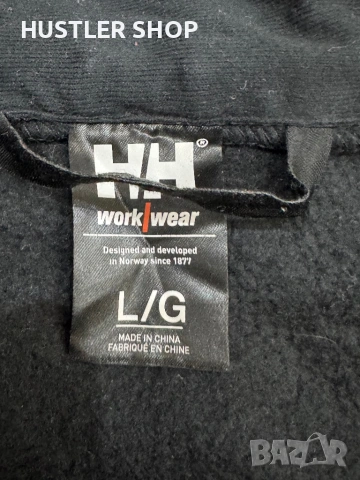 HUSTLER SHOP
HH®
work/wear
Designed and developed
in Norway since 1877
L/G
MADE IN CHINA
FABRIQUÉ EN CHINE
BAZAR